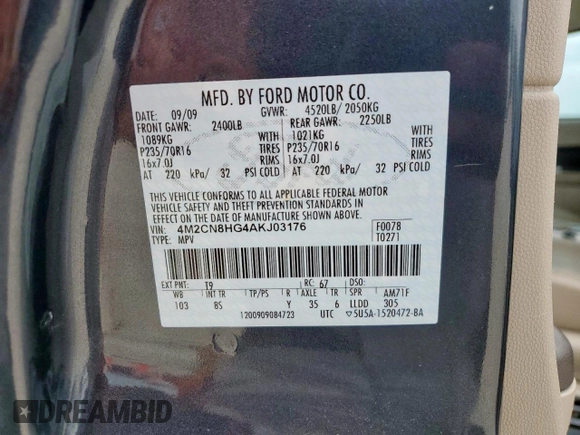 MFD. BY FORD MOTOR CO.
DATE: 09/09 GVWR: 4520LB/ 2050KG
FRONT GAWR: 2400LB REAR GAWR: 2250LB
1089KG WITH 1021KG WITH
P235/70R16 TIRES P235/70R16 TIRES
16x7.0J RIMS 16x7.0J RIMS
AT 220 kPa/ 32 PSI COLD AT 220 kPa/ 32 PSI COLD
THIS VEHICLE CONFORMS TO ALL APPLICABLE FEDERAL MOTOR
VEHICLE SAFETY AND THEFT PREVENTION STANDARDS IN
EFFECT ON THE DATE OF MANUFACTURE SHOWN ABOVE.
VIN: 4M2CN8HG4AKJ03176 F0078
TYPE: MPV T0271
EXT PNT: T9 RC: 67 DSO:
WB INT TR TP/PS R AXLE TR SPR AM71F
103 BS Y 35 6 LLDD 305
1200909084723 UTC ▽5U5A-1520472-BA
DREAMBID